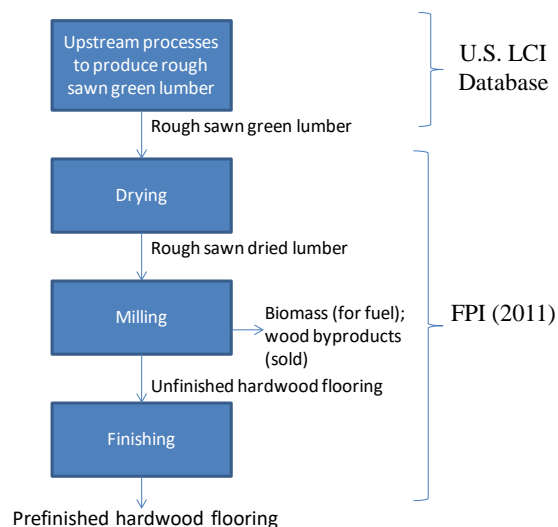 Upstream processes
to produce rough
sawn green lumber
U.S. LCI
Database
Rough sawn green lumber
Drying
Rough sawn dried lumber
Milling
Biomass (for fuel);
wood byproducts
(sold)
FPI (2011)
Unfinished hardwood flooring
Finishing
Prefinished hardwood flooring